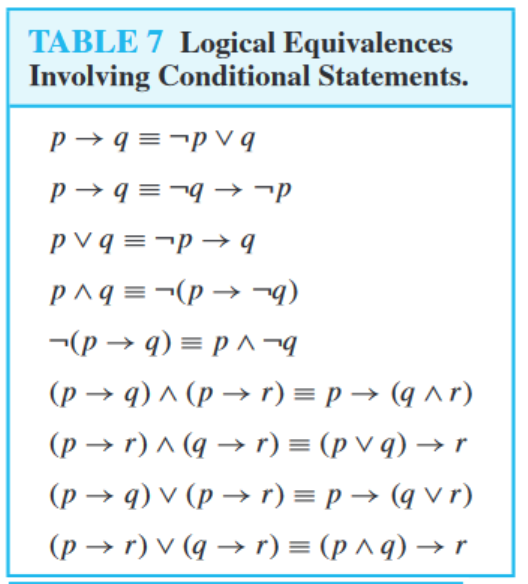 TABLE 7 Logical Equivalences
Involving Conditional Statements.
p → q ≡ ¬p ∨ q
p → q ≡ ¬q → ¬p
p ∨ q ≡ ¬p → q
p ∧ q ≡ ¬(p → ¬q)
¬(p → q) ≡ p ∧ ¬q
(p → q) ∧ (p → r) ≡ p → (q ∧ r)
(p → r) ∧ (q → r) ≡ (p ∨ q) → r
(p → q) ∨ (p → r) ≡ p → (q ∨ r)
(p → r) ∨ (q → r) ≡ (p ∧ q) → r